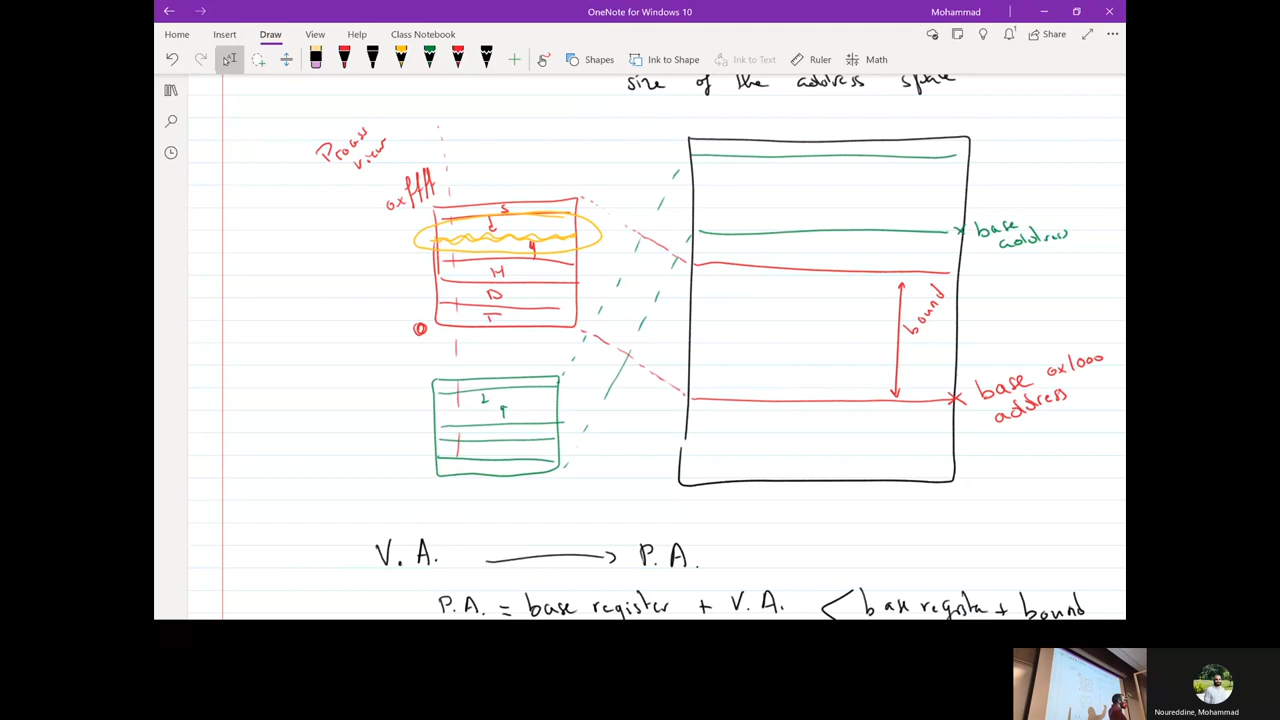 OneNote for Windows 10
Mohammad
Home Insert Draw View Help Class Notebook
Share
Shapes
Ink to Shape
Ink to Text
Ruler
Math
size of the address space
Process
view
0xffff
S
H
D
T
0
base
address
bound
base 0x1000
address
V. A. P. A.
P.A. = base register + V.A. < base register + bound
Noureddine, Mohammad